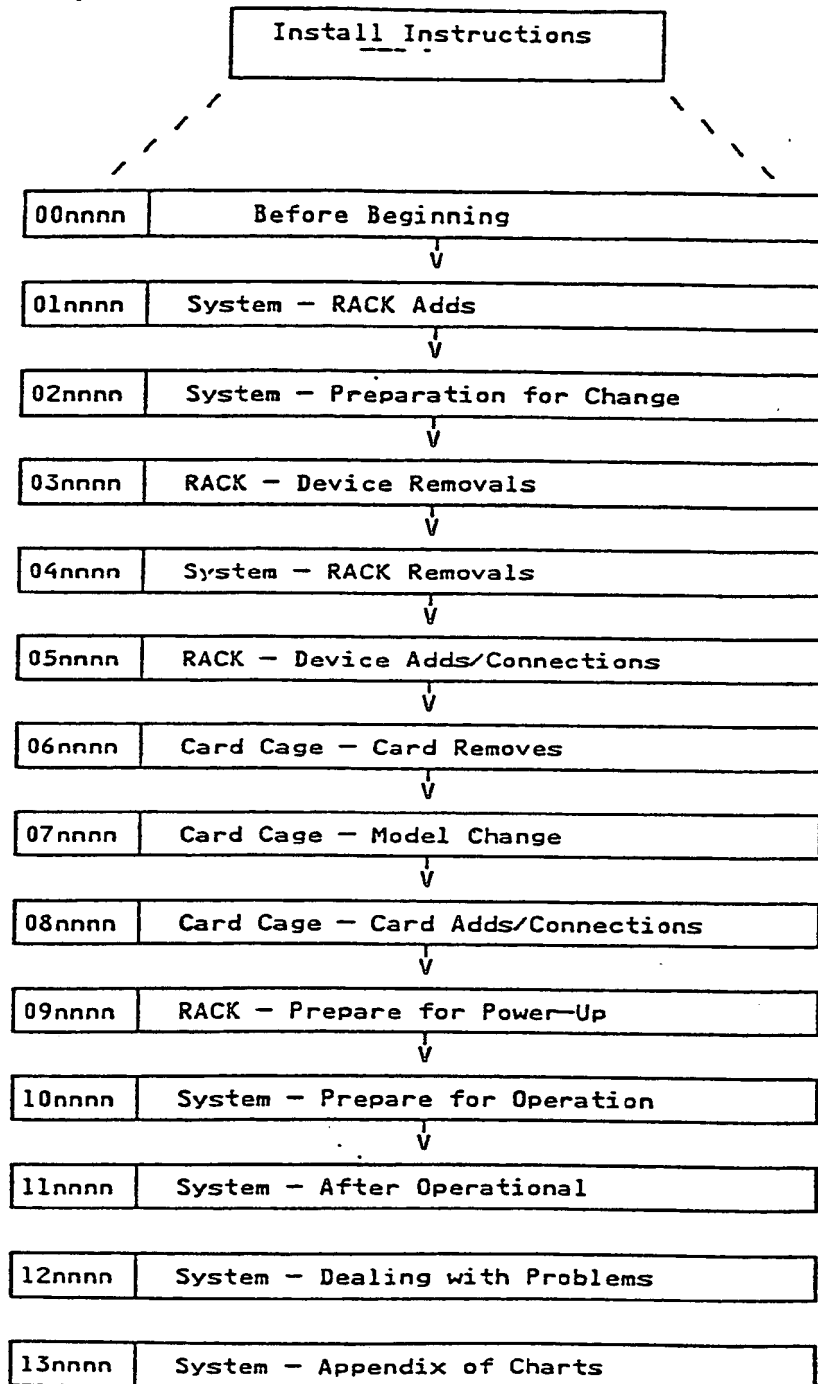 Install Instructions
00nnnn Before Beginning
V
01nnnn System — RACK Adds
V
02nnnn System — Preparation for Change
V
03nnnn RACK — Device Removals
V
04nnnn System — RACK Removals
V
05nnnn RACK — Device Adds/Connections
V
06nnnn Card Cage — Card Removes
V
07nnnn Card Cage — Model Change
V
08nnnn Card Cage — Card Adds/Connections
V
09nnnn RACK — Prepare for Power—Up
V
10nnnn System — Prepare for Operation
V
11nnnn System — After Operational
12nnnn System — Dealing with Problems
13nnnn System — Appendix of Charts